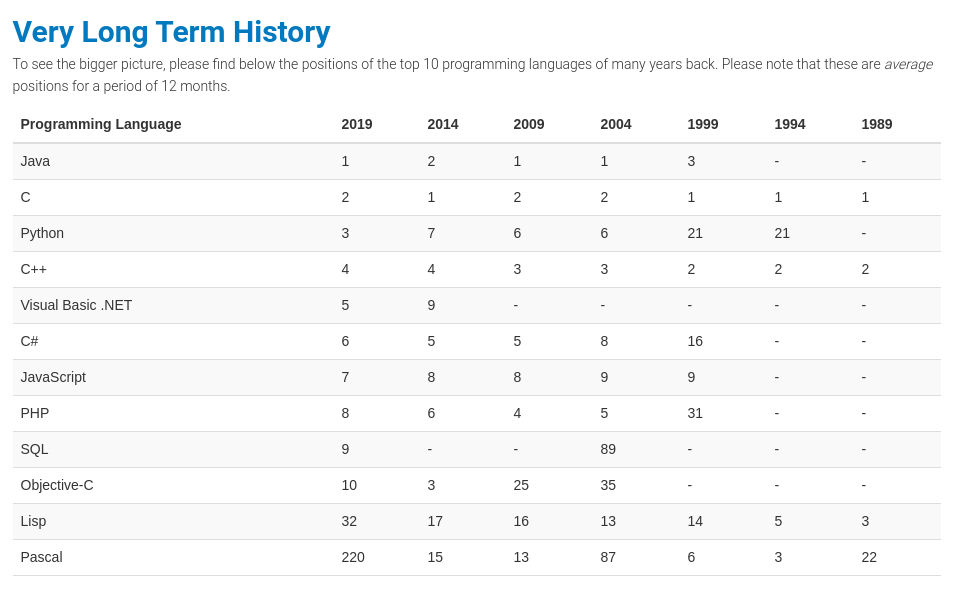 Very Long Term History
To see the bigger picture, please find below the positions of the top 10 programming languages of many years back. Please note that these are average
positions for a period of 12 months.
Programming Language 2019 2014 2009 2004 1999 1994 1989
Java 1 2 1 1 3 - -
C 2 1 2 2 1 1 1
Python 3 7 6 6 21 21 -
C++ 4 4 3 3 2 2 2
Visual Basic .NET 5 9 - - - - -
C# 6 5 5 8 16 - -
JavaScript 7 8 8 9 9 - -
PHP 8 6 4 5 31 - -
SQL 9 - - 89 - - -
Objective-C 10 3 25 35 - - -
Lisp 32 17 16 13 14 5 3
Pascal 220 15 13 87 6 3 22